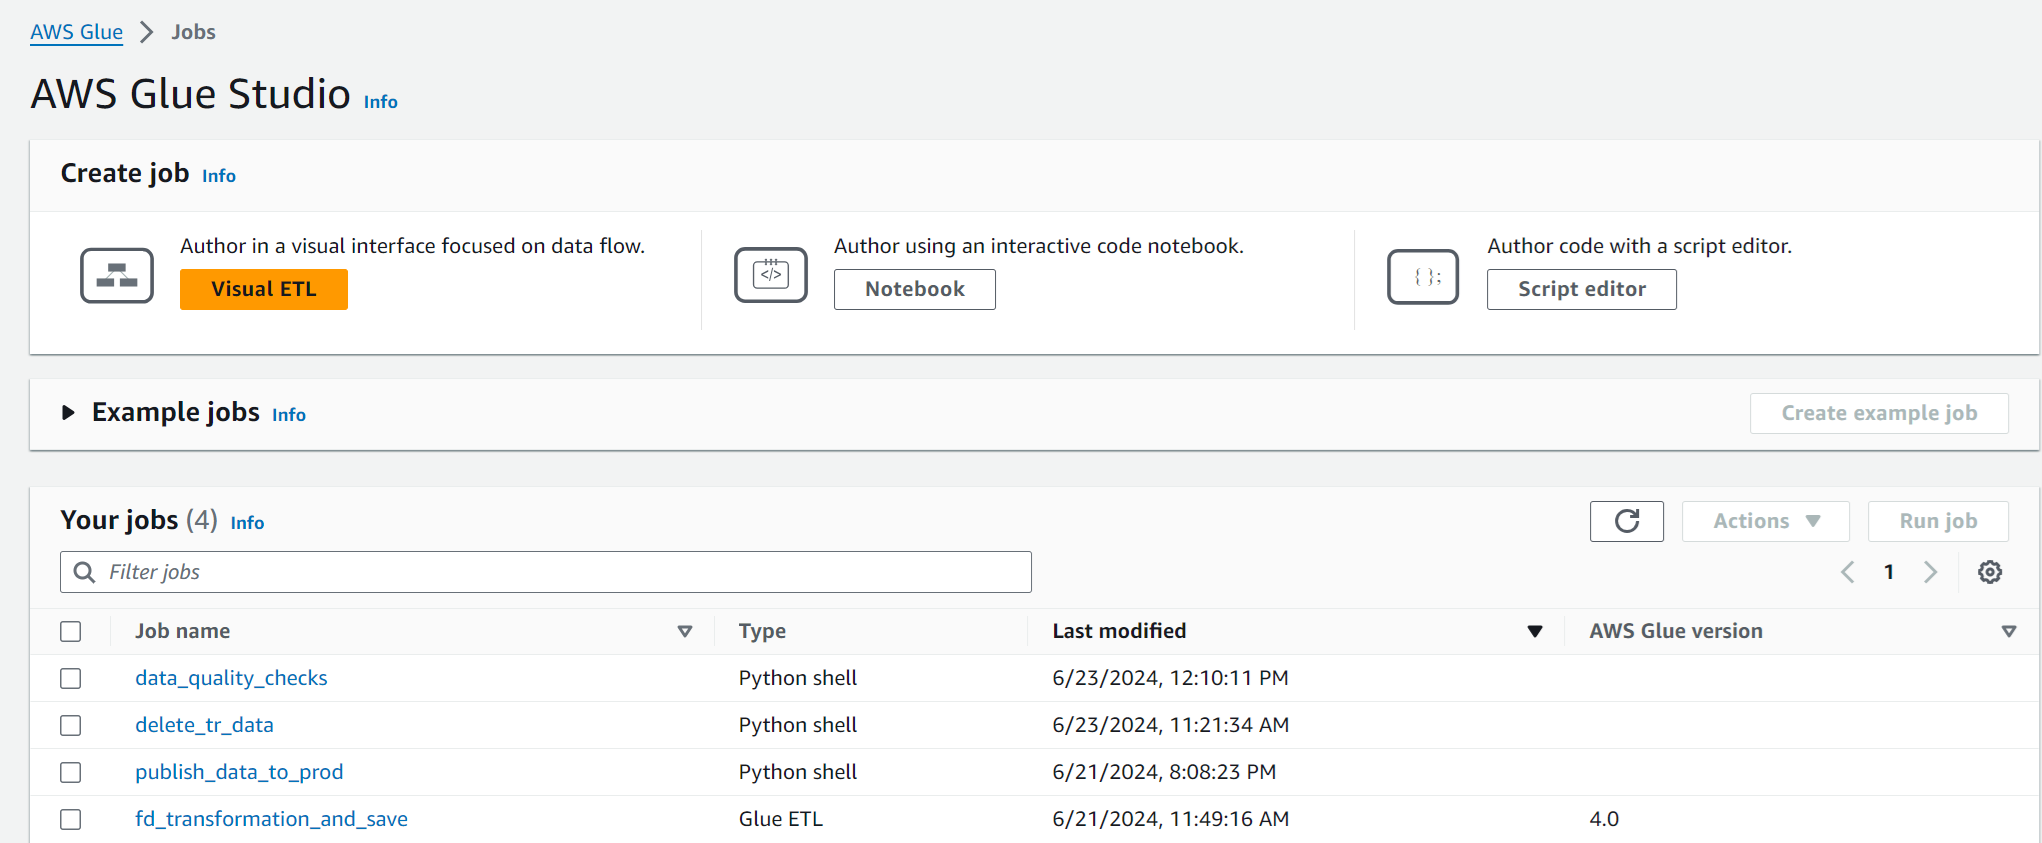 AWS Glue > Jobs
AWS Glue Studio Info
Create job Info
Author in a visual interface focused on data flow.
Visual ETL
</>
Author using an interactive code notebook.
Notebook
{ };
Author code with a script editor.
Script editor
Example jobs Info
Create example job
Your jobs (4) Info
Actions
Run job
Filter jobs
1
Job name Type Last modified AWS Glue version
data_quality_checks Python shell 6/23/2024, 12:10:11 PM
delete_tr_data Python shell 6/23/2024, 11:21:34 AM
publish_data_to_prod Python shell 6/21/2024, 8:08:23 PM
fd_transformation_and_save Glue ETL 6/21/2024, 11:49:16 AM 4.0